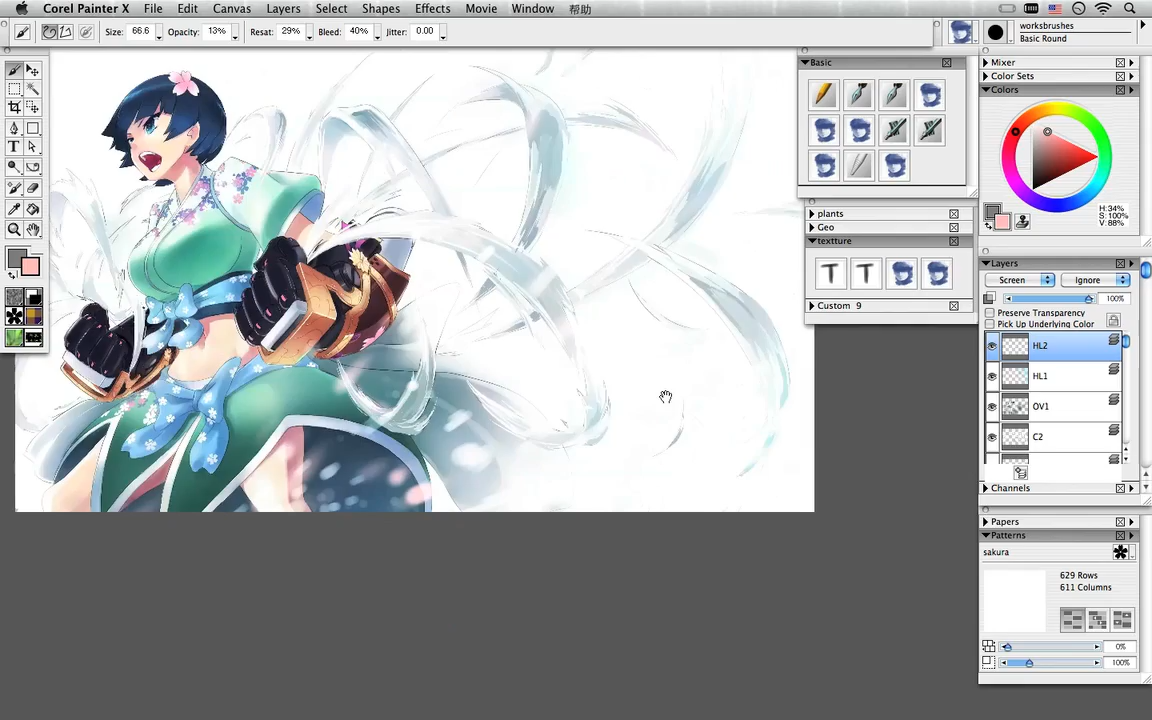 Corel Painter X File Edit Canvas Layers Select Shapes Effects Movie Window 帮助
Size: 66.6 Opacity: 13% Resat: 29% Bleed: 40% Jitter: 0.00
worksbrushes
Basic Round
Basic
Mixer
Color Sets
Colors
H:34%
S:100%
V:88%
plants
Geo
textture
T T
Custom 9
Layers
Screen Ignore
100%
Preserve Transparency
Pick Up Underlying Color
HL2
HL1
OV1
C2
Channels
Papers
Patterns
sakura
629 Rows
611 Columns
0%
100%
T